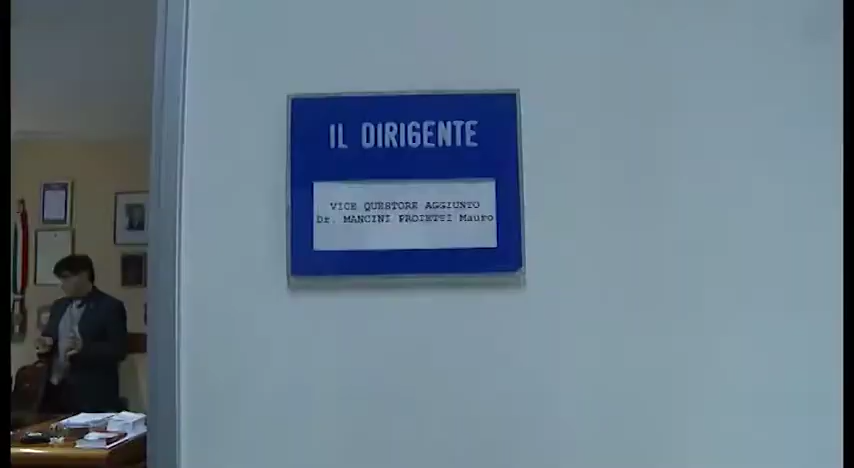 IL DIRIGENTE
VICE QUESTORE AGGIUNTO
Dr. MANCINI PROIETTI Mauro